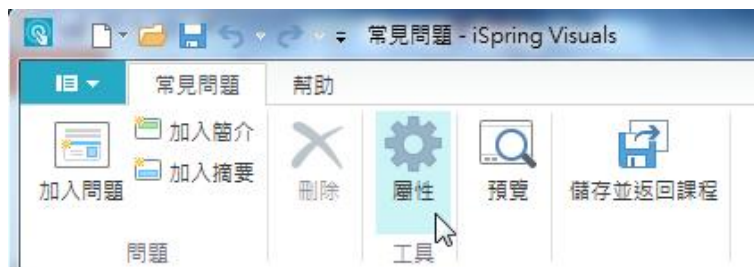 常見問題 - iSpring Visuals
常見問題
幫助
加入問題
加入簡介
加入摘要
刪除
屬性
預覽
儲存並返回課程
問題
工具